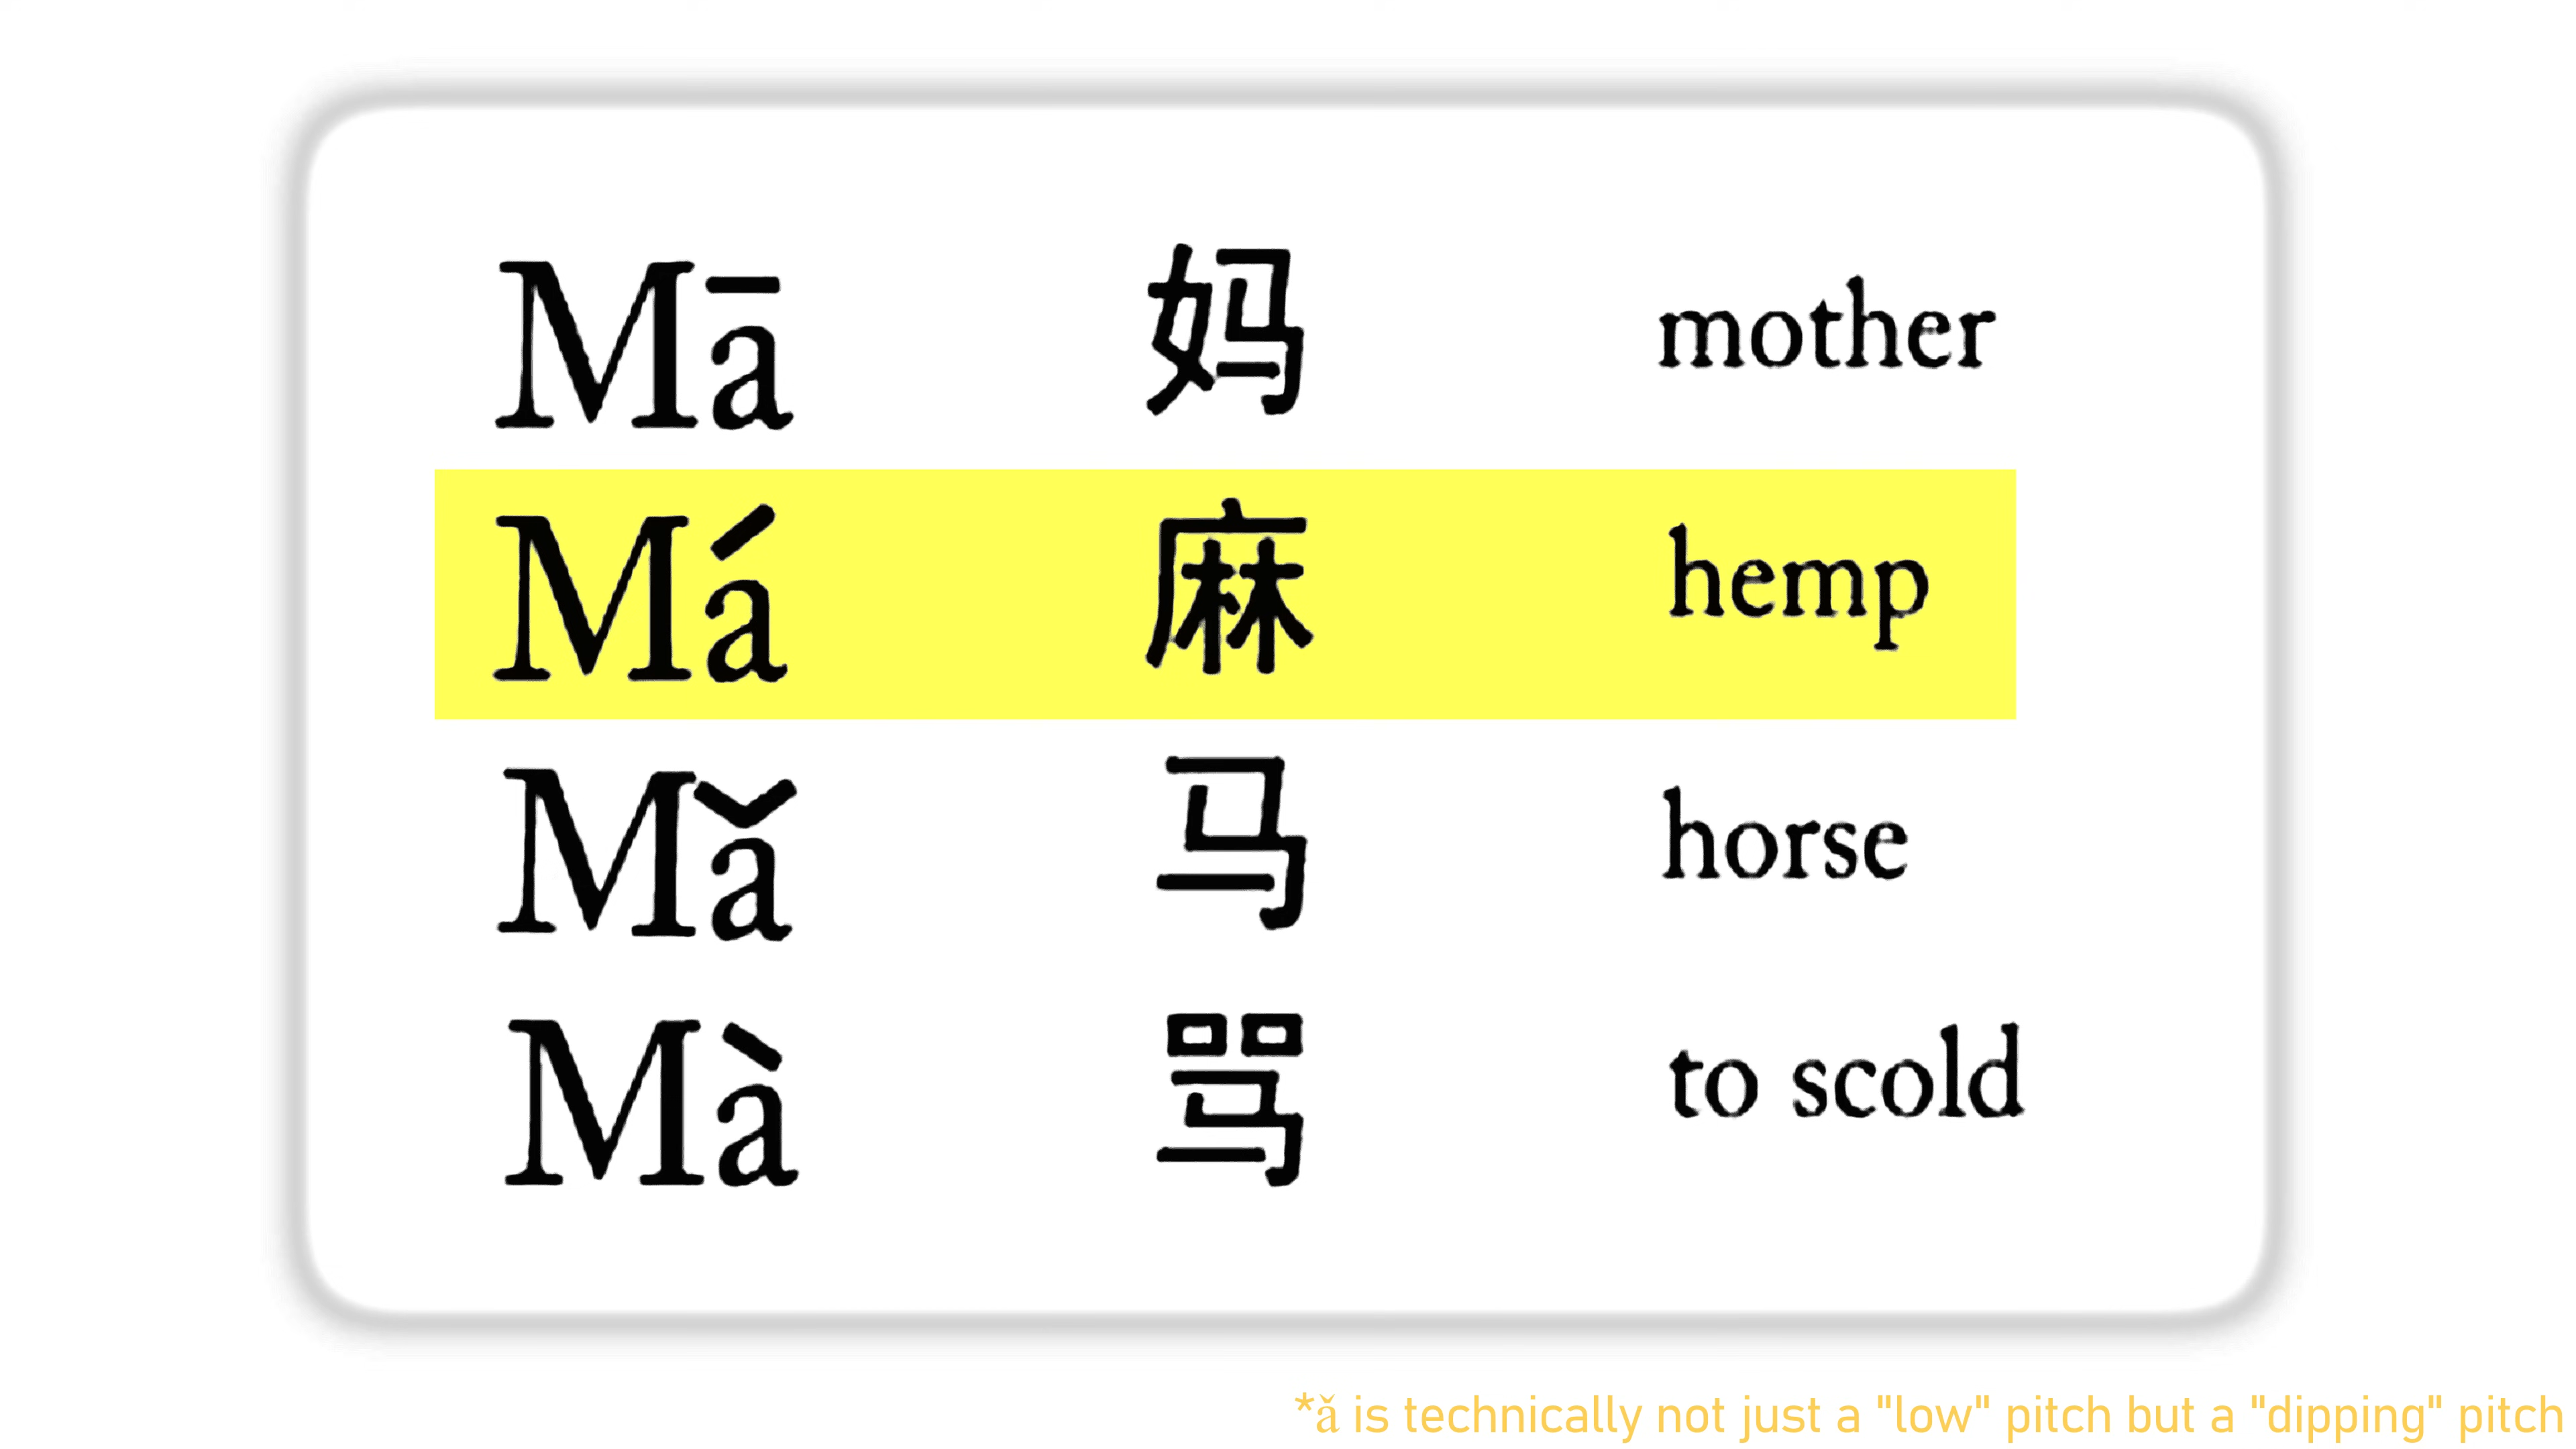 Mā 妈 mother
Má 麻 hemp
Mǎ 马 horse
Mà 骂 to scold
*ǎ is technically not just a "low" pitch but a "dipping" pitch